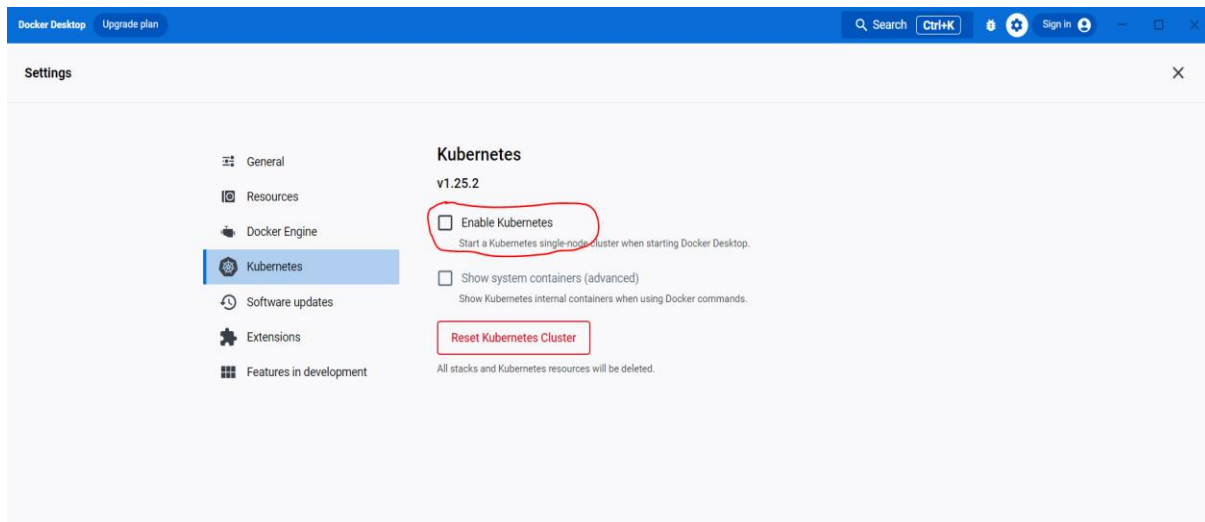 Docker Desktop Upgrade plan Search Ctrl+K Sign in
Settings
General
Resources
Docker Engine
Kubernetes
Software updates
Extensions
Features in development
Kubernetes
v1.25.2
Enable Kubernetes
Start a Kubernetes single-node cluster when starting Docker Desktop.
Show system containers (advanced)
Show Kubernetes internal containers when using Docker commands.
Reset Kubernetes Cluster
All stacks and Kubernetes resources will be deleted.